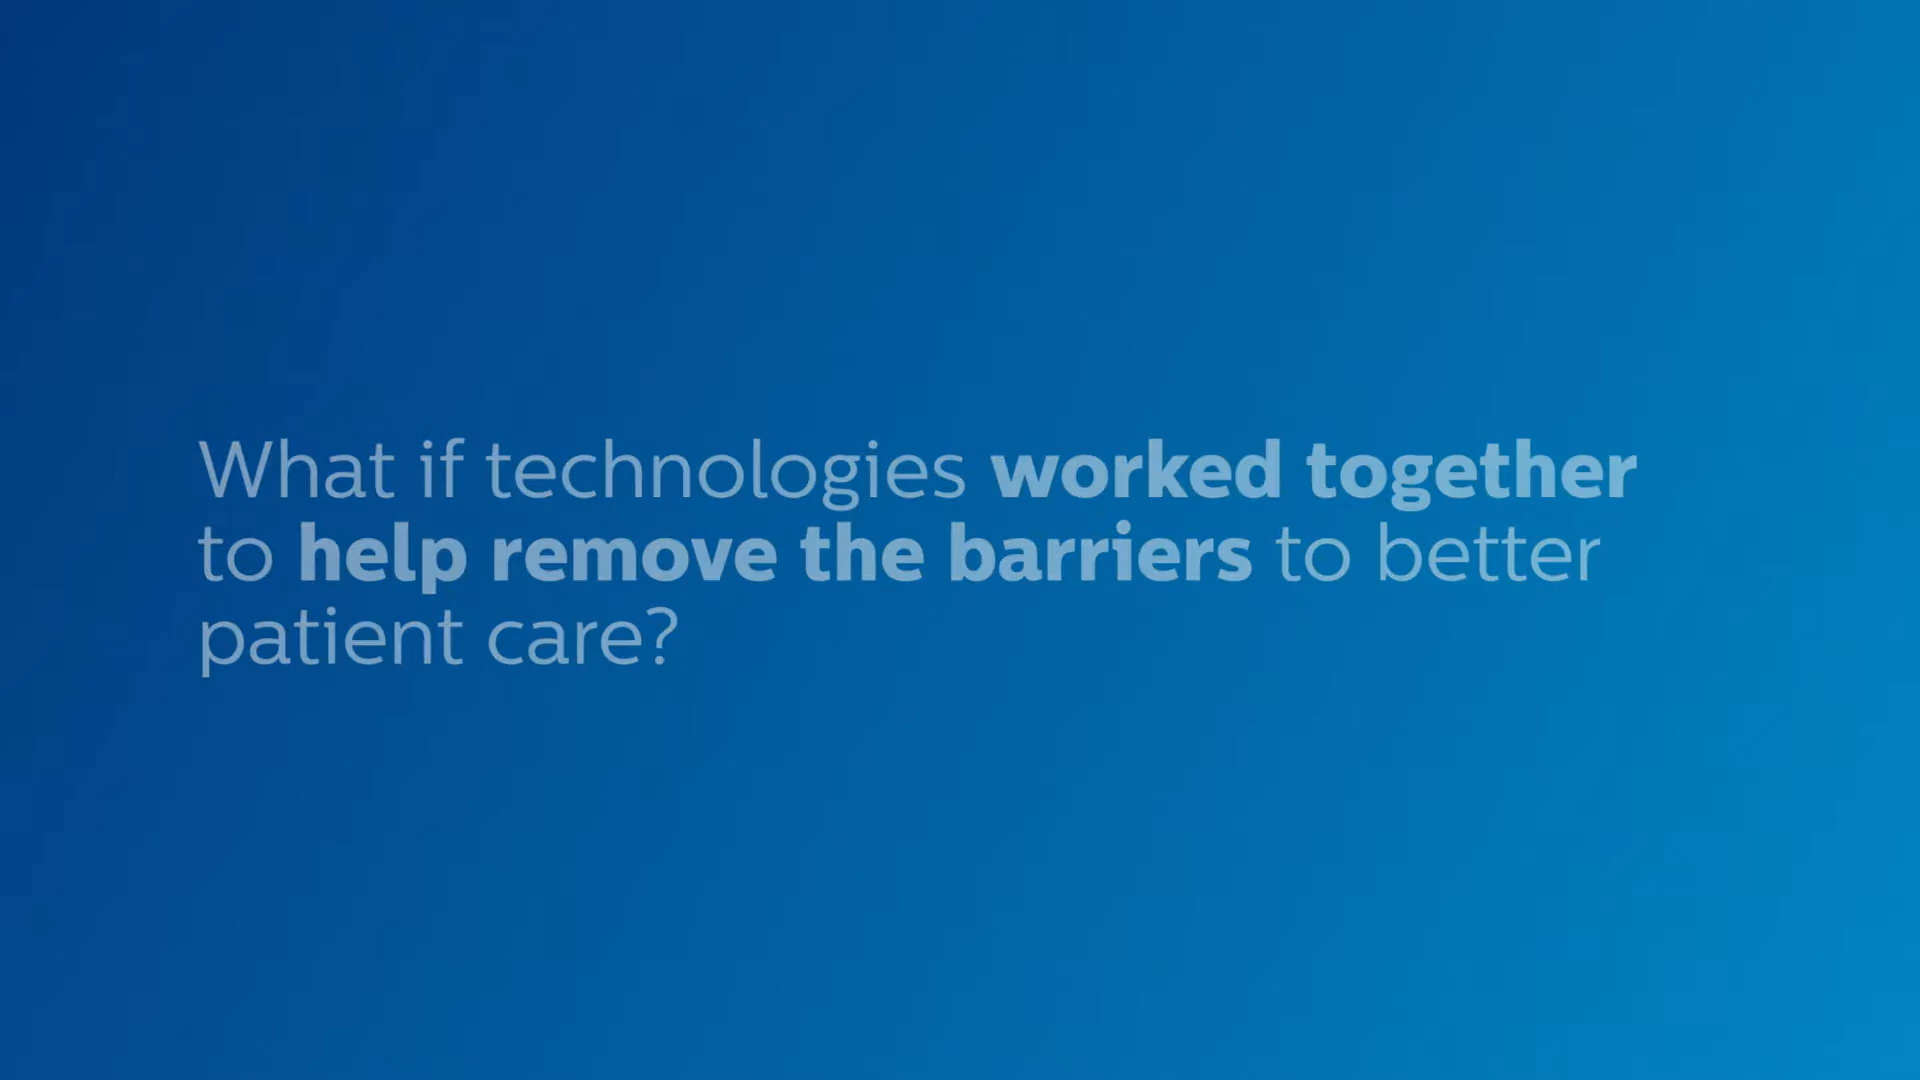 What if technologies worked together
to help remove the barriers to better
patient care?